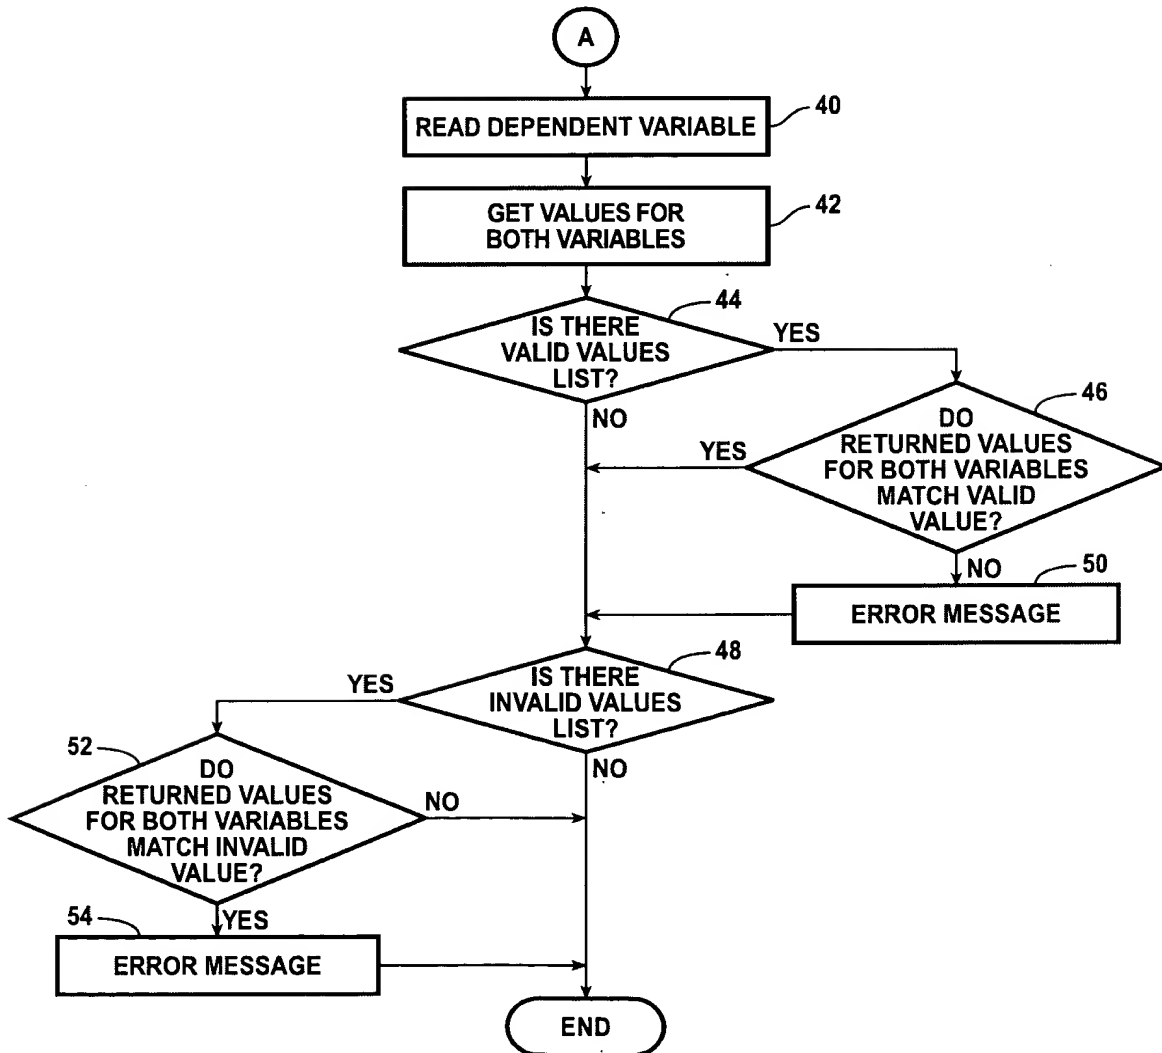 A
READ DEPENDENT VARIABLE
40
GET VALUES FOR
BOTH VARIABLES
42
44
IS THERE
VALID VALUES
LIST?
YES
NO
46
DO
RETURNED VALUES
FOR BOTH VARIABLES
MATCH VALID
VALUE?
YES
NO
50
ERROR MESSAGE
48
IS THERE
INVALID VALUES
LIST?
YES
NO
52
DO
RETURNED VALUES
FOR BOTH VARIABLES
MATCH INVALID
VALUE?
NO
YES
54
ERROR MESSAGE
END